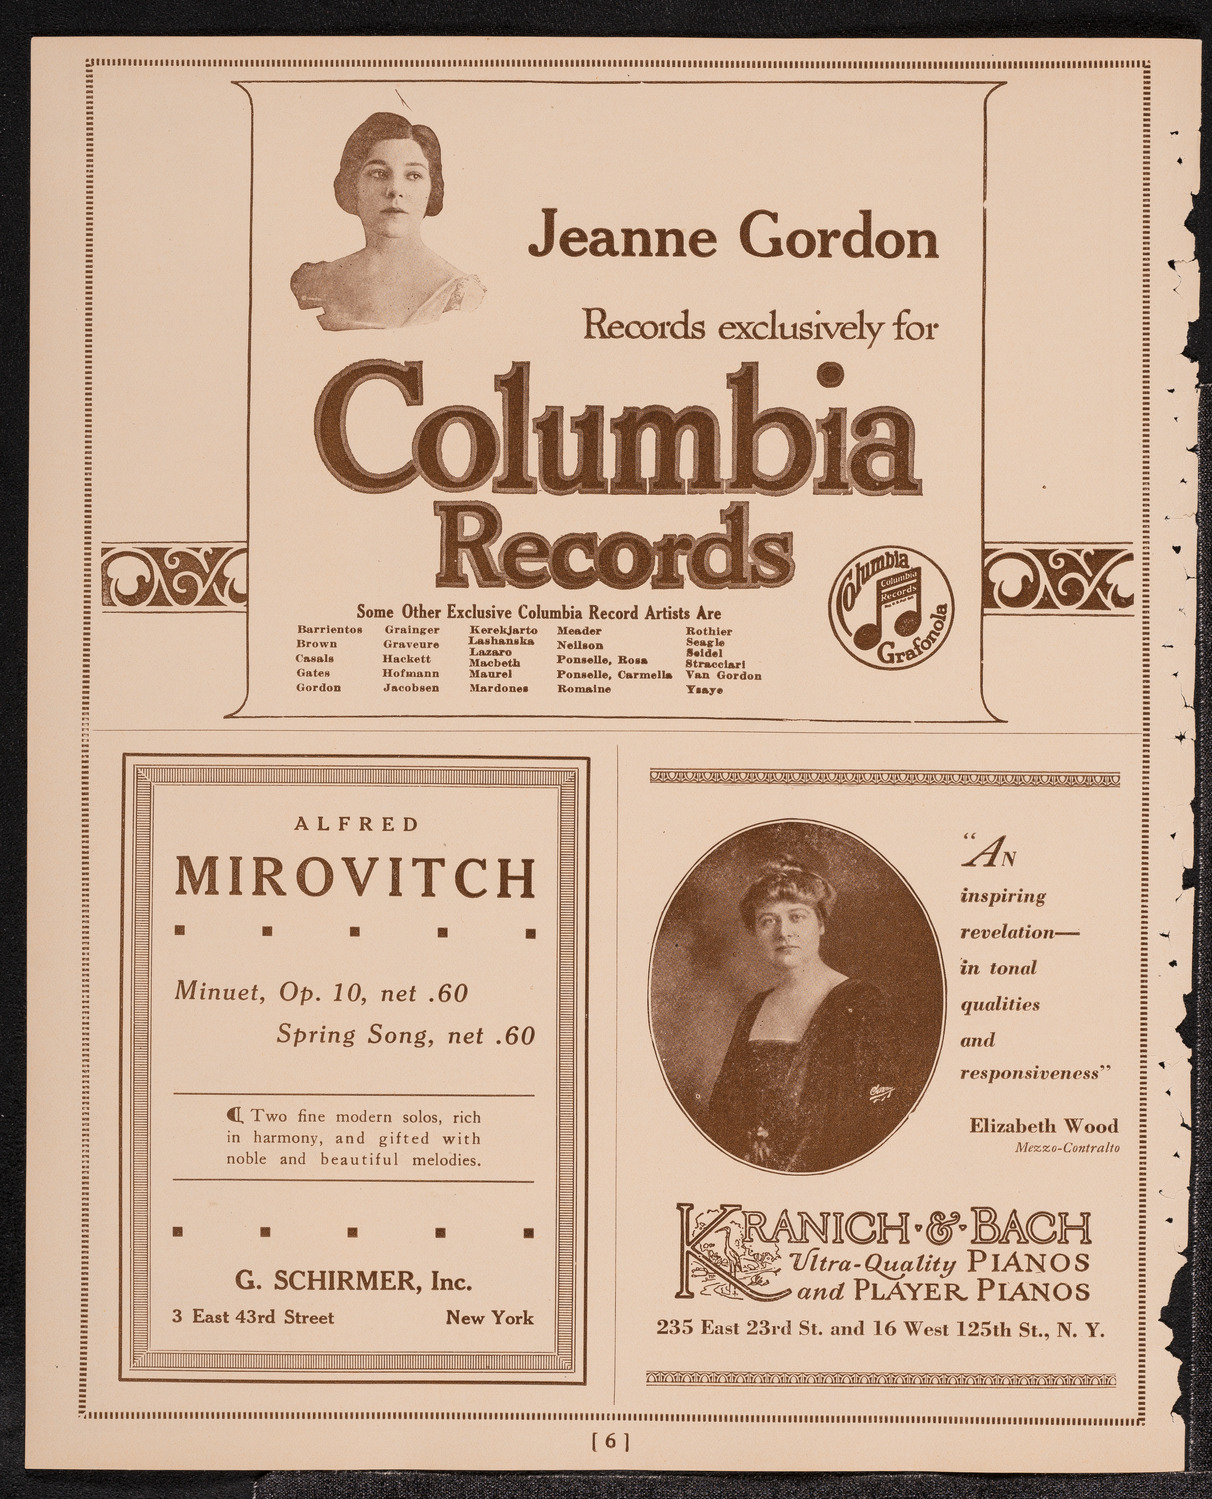 Jeanne Gordon
Records exclusively for
Columbia
Records
Some Other Exclusive Columbia Record Artists Are
Barrientos
Brown
Casals
Gates
Gordon
Grainger
Graveure
Hackett
Hofmann
Jacobsen
Kerekjarto
Lashanska
Lazaro
Macbeth
Maurel
Mardones
Meader
Neilson
Ponselle, Rosa
Ponselle, Carmella
Romaine
Rothier
Seagle
Seidel
Stracciari
Van Gordon
Ysaye
Columbia
Columbia
Records
Grafonola
ALFRED
MIROVITCH
Minuet, Op. 10, net .60
Spring Song, net .60
¶ Two fine modern solos, rich
in harmony, and gifted with
noble and beautiful melodies.
G. SCHIRMER, Inc.
3 East 43rd Street New York
“AN
inspiring
revelation—
in tonal
qualities
and
responsiveness”
Elizabeth Wood
Mezzo-Contralto
KRANICH·&·BACH
Ultra-Quality PIANOS
and PLAYER PIANOS
235 East 23rd St. and 16 West 125th St., N. Y.
[ 6 ]